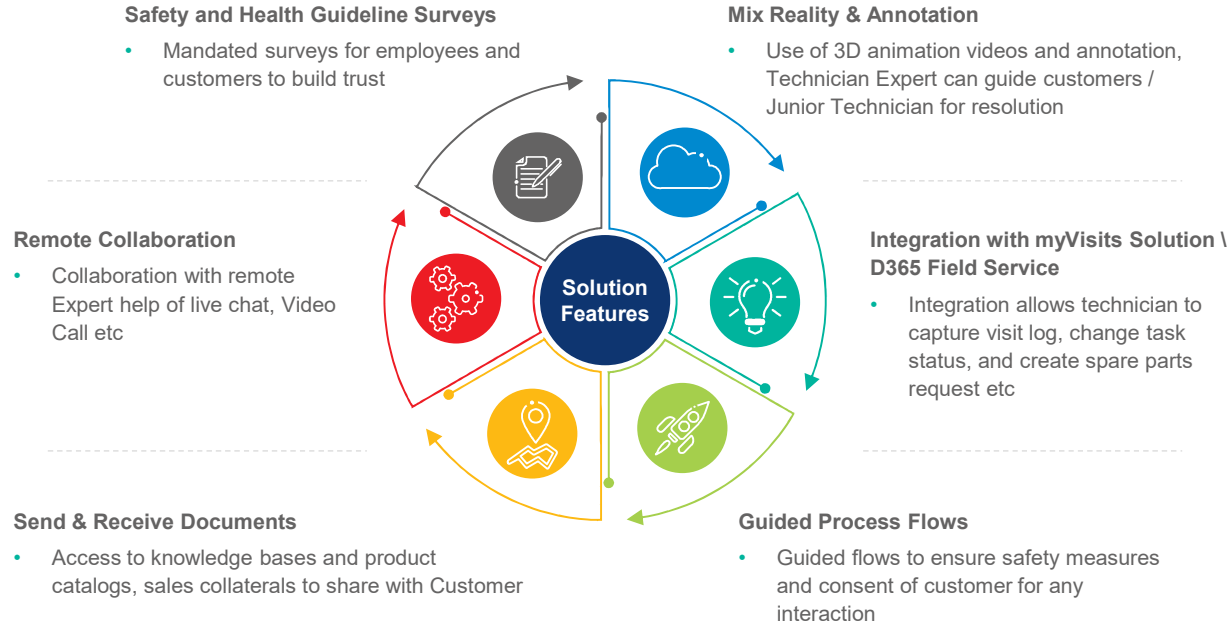 Safety and Health Guideline Surveys
• Mandated surveys for employees and
customers to build trust
Mix Reality & Annotation
• Use of 3D animation videos and annotation,
Technician Expert can guide customers /
Junior Technician for resolution
Remote Collaboration
• Collaboration with remote
Expert help of live chat, Video
Call etc
Solution
Features
Integration with myVisits Solution \
D365 Field Service
• Integration allows technician to
capture visit log, change task
status, and create spare parts
request etc
Send & Receive Documents
• Access to knowledge bases and product
catalogs, sales collaterals to share with Customer
Guided Process Flows
• Guided flows to ensure safety measures
and consent of customer for any
interaction